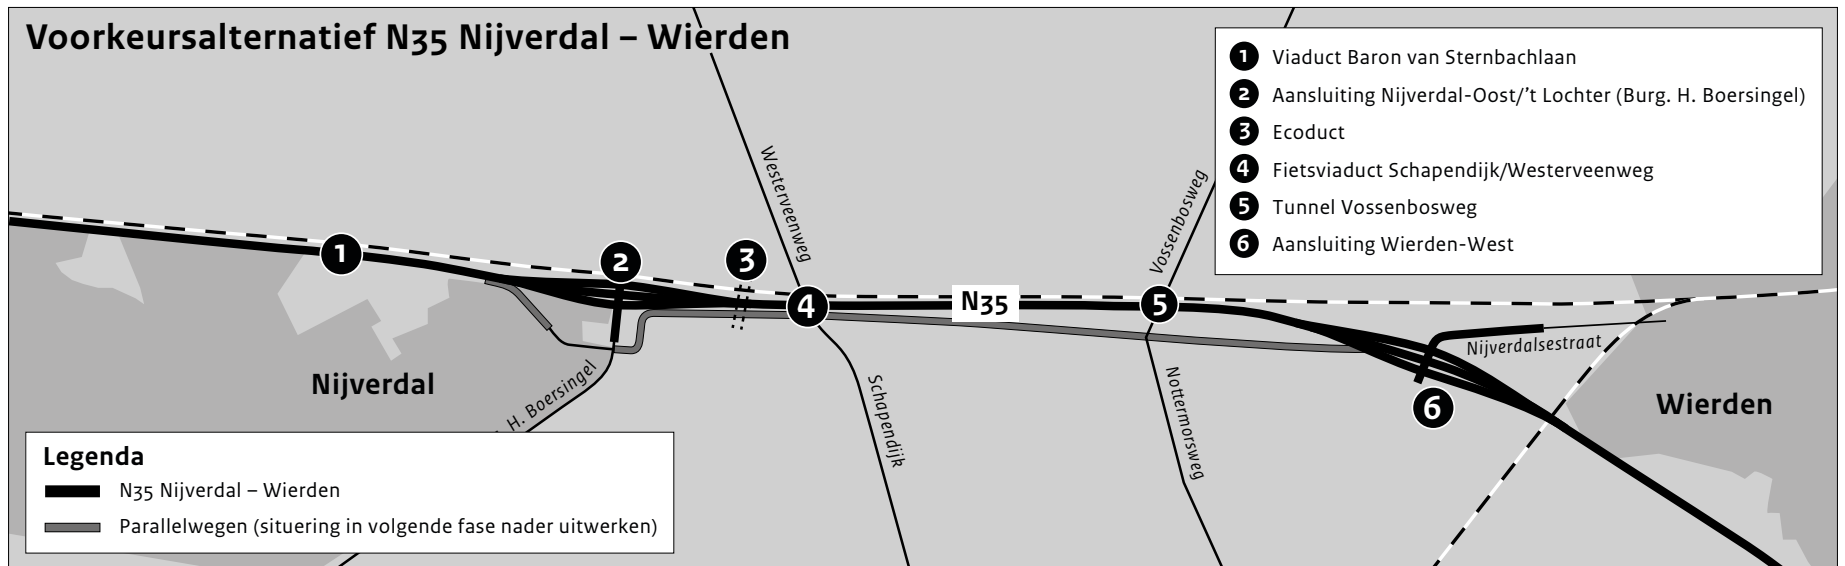 Voorkeursalternatief N35 Nijverdal – Wierden
1 Viaduct Baron van Sternbachlaan
2 Aansluiting Nijverdal-Oost/’t Lochter (Burg. H. Boersingel)
3 Ecoduct
4 Fietsviaduct Schapendijk/Westerveenweg
5 Tunnel Vossenbosweg
6 Aansluiting Wierden-West
Westerveenweg
Vossenbosweg
1
2
3
4
N35
5
Nijverdalsestraat
6
Nijverdal
H. Boersingel
Schapendijk
Nottermorsweg
Wierden
Legenda
N35 Nijverdal – Wierden
Parallelwegen (situering in volgende fase nader uitwerken)